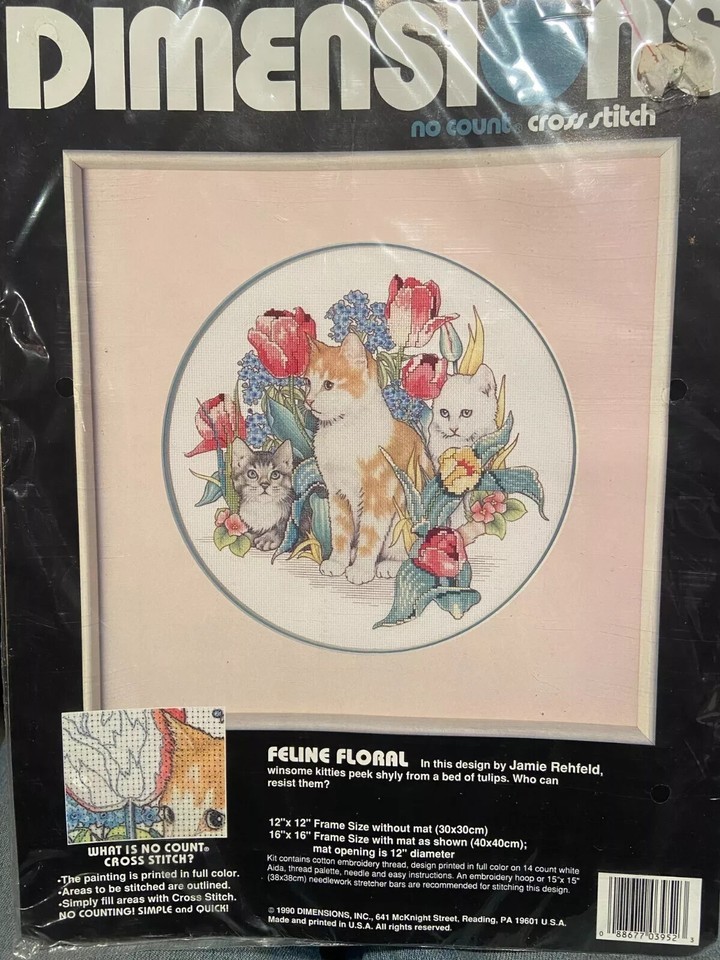 DIMENSIONS
no count® cross stitch
FELINE FLORAL In this design by Jamie Rehfeld,
winsome kitties peek shyly from a bed of tulips. Who can
resist them?
12"x 12" Frame Size without mat (30x30cm)
16"x 16" Frame Size with mat as shown (40x40cm);
mat opening is 12" diameter
Kit contains cotton embroidery thread, design printed in full color on 14 count white
Aida, thread palette, needle and easy instructions. An embroidery hoop or 15"x 15"
(38x38cm) needlework stretcher bars are recommended for stitching this design.
© 1990 DIMENSIONS, INC., 641 McKnight Street, Reading, PA 19601 U.S.A.
Made and printed in U.S.A. All rights reserved.
WHAT IS NO COUNT®
CROSS STITCH?
•The painting is printed in full color.
•Areas to be stitched are outlined.
•Simply fill areas with Cross Stitch.
NO COUNTING! SIMPLE and QUICK!
0 88677 03952 3